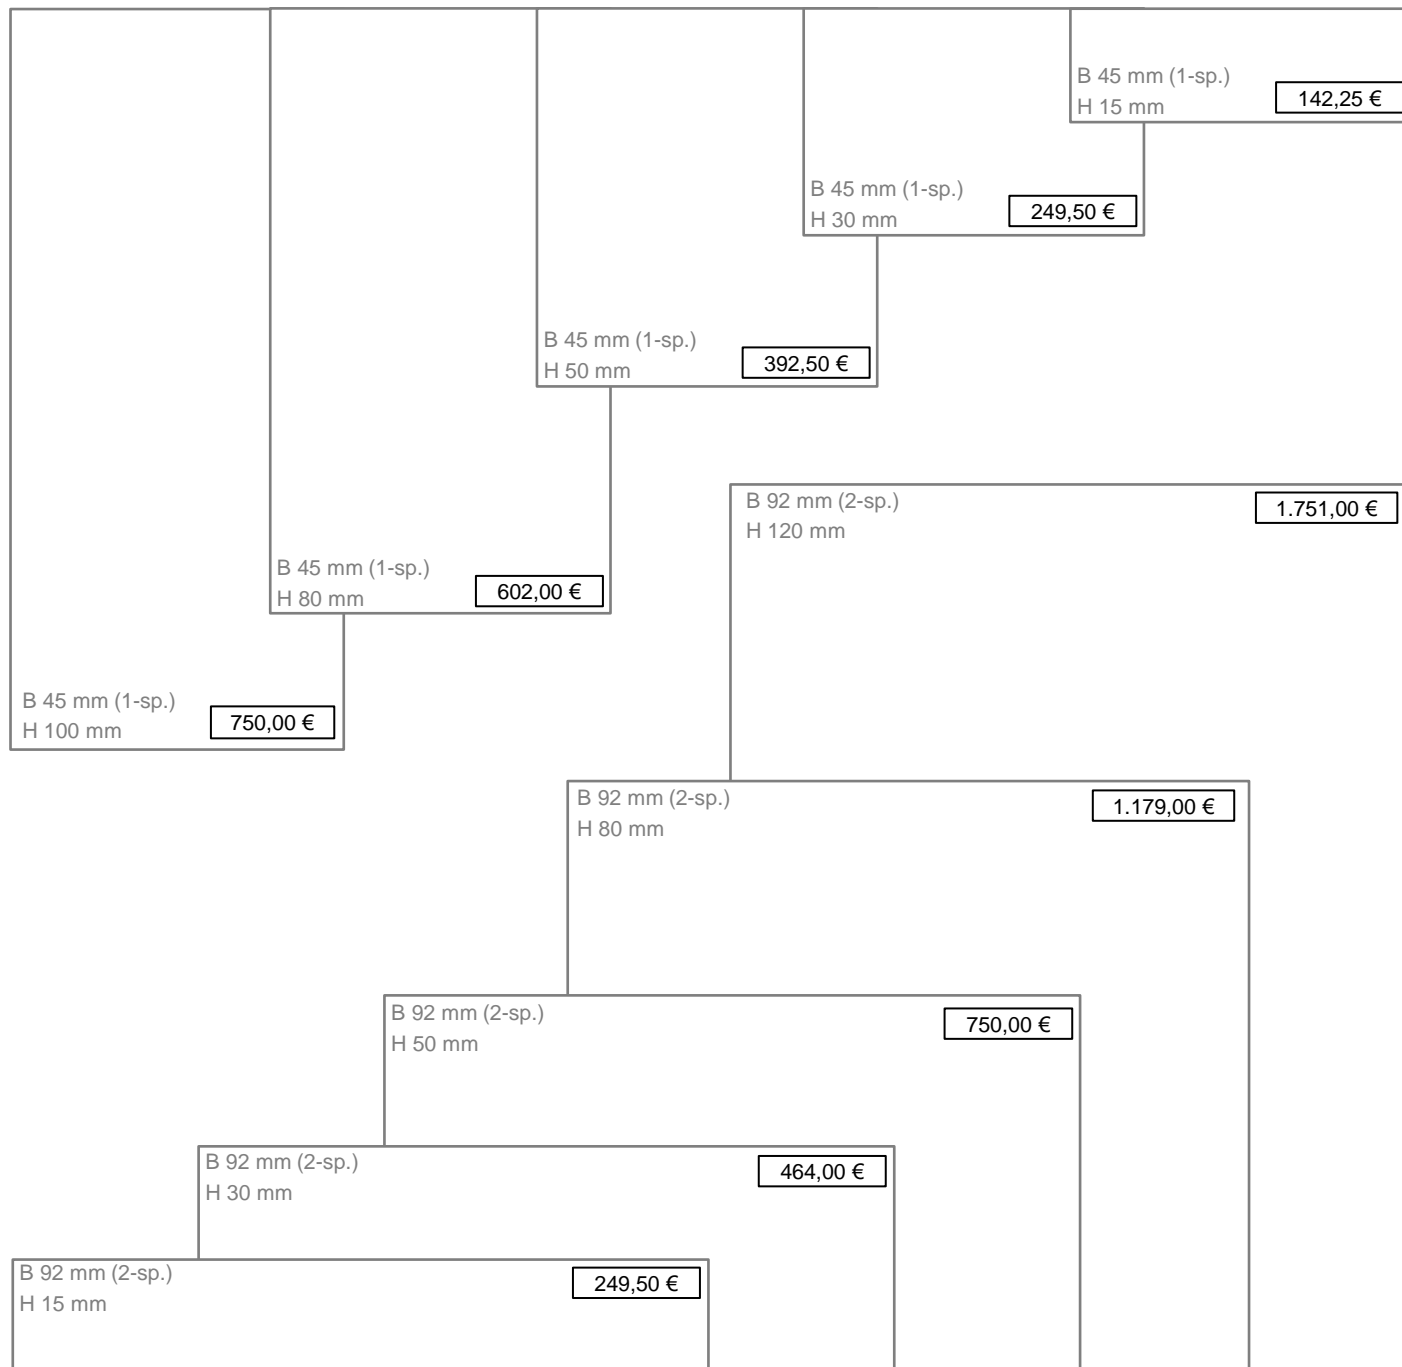 B 45 mm (1-sp.)
H 15 mm
142,25 €
B 45 mm (1-sp.)
H 30 mm
249,50 €
B 45 mm (1-sp.)
H 50 mm
392,50 €
B 92 mm (2-sp.)
H 120 mm
1.751,00 €
B 45 mm (1-sp.)
H 80 mm
602,00 €
B 45 mm (1-sp.)
H 100 mm
750,00 €
B 92 mm (2-sp.)
H 80 mm
1.179,00 €
B 92 mm (2-sp.)
H 50 mm
750,00 €
B 92 mm (2-sp.)
H 30 mm
464,00 €
B 92 mm (2-sp.)
H 15 mm
249,50 €